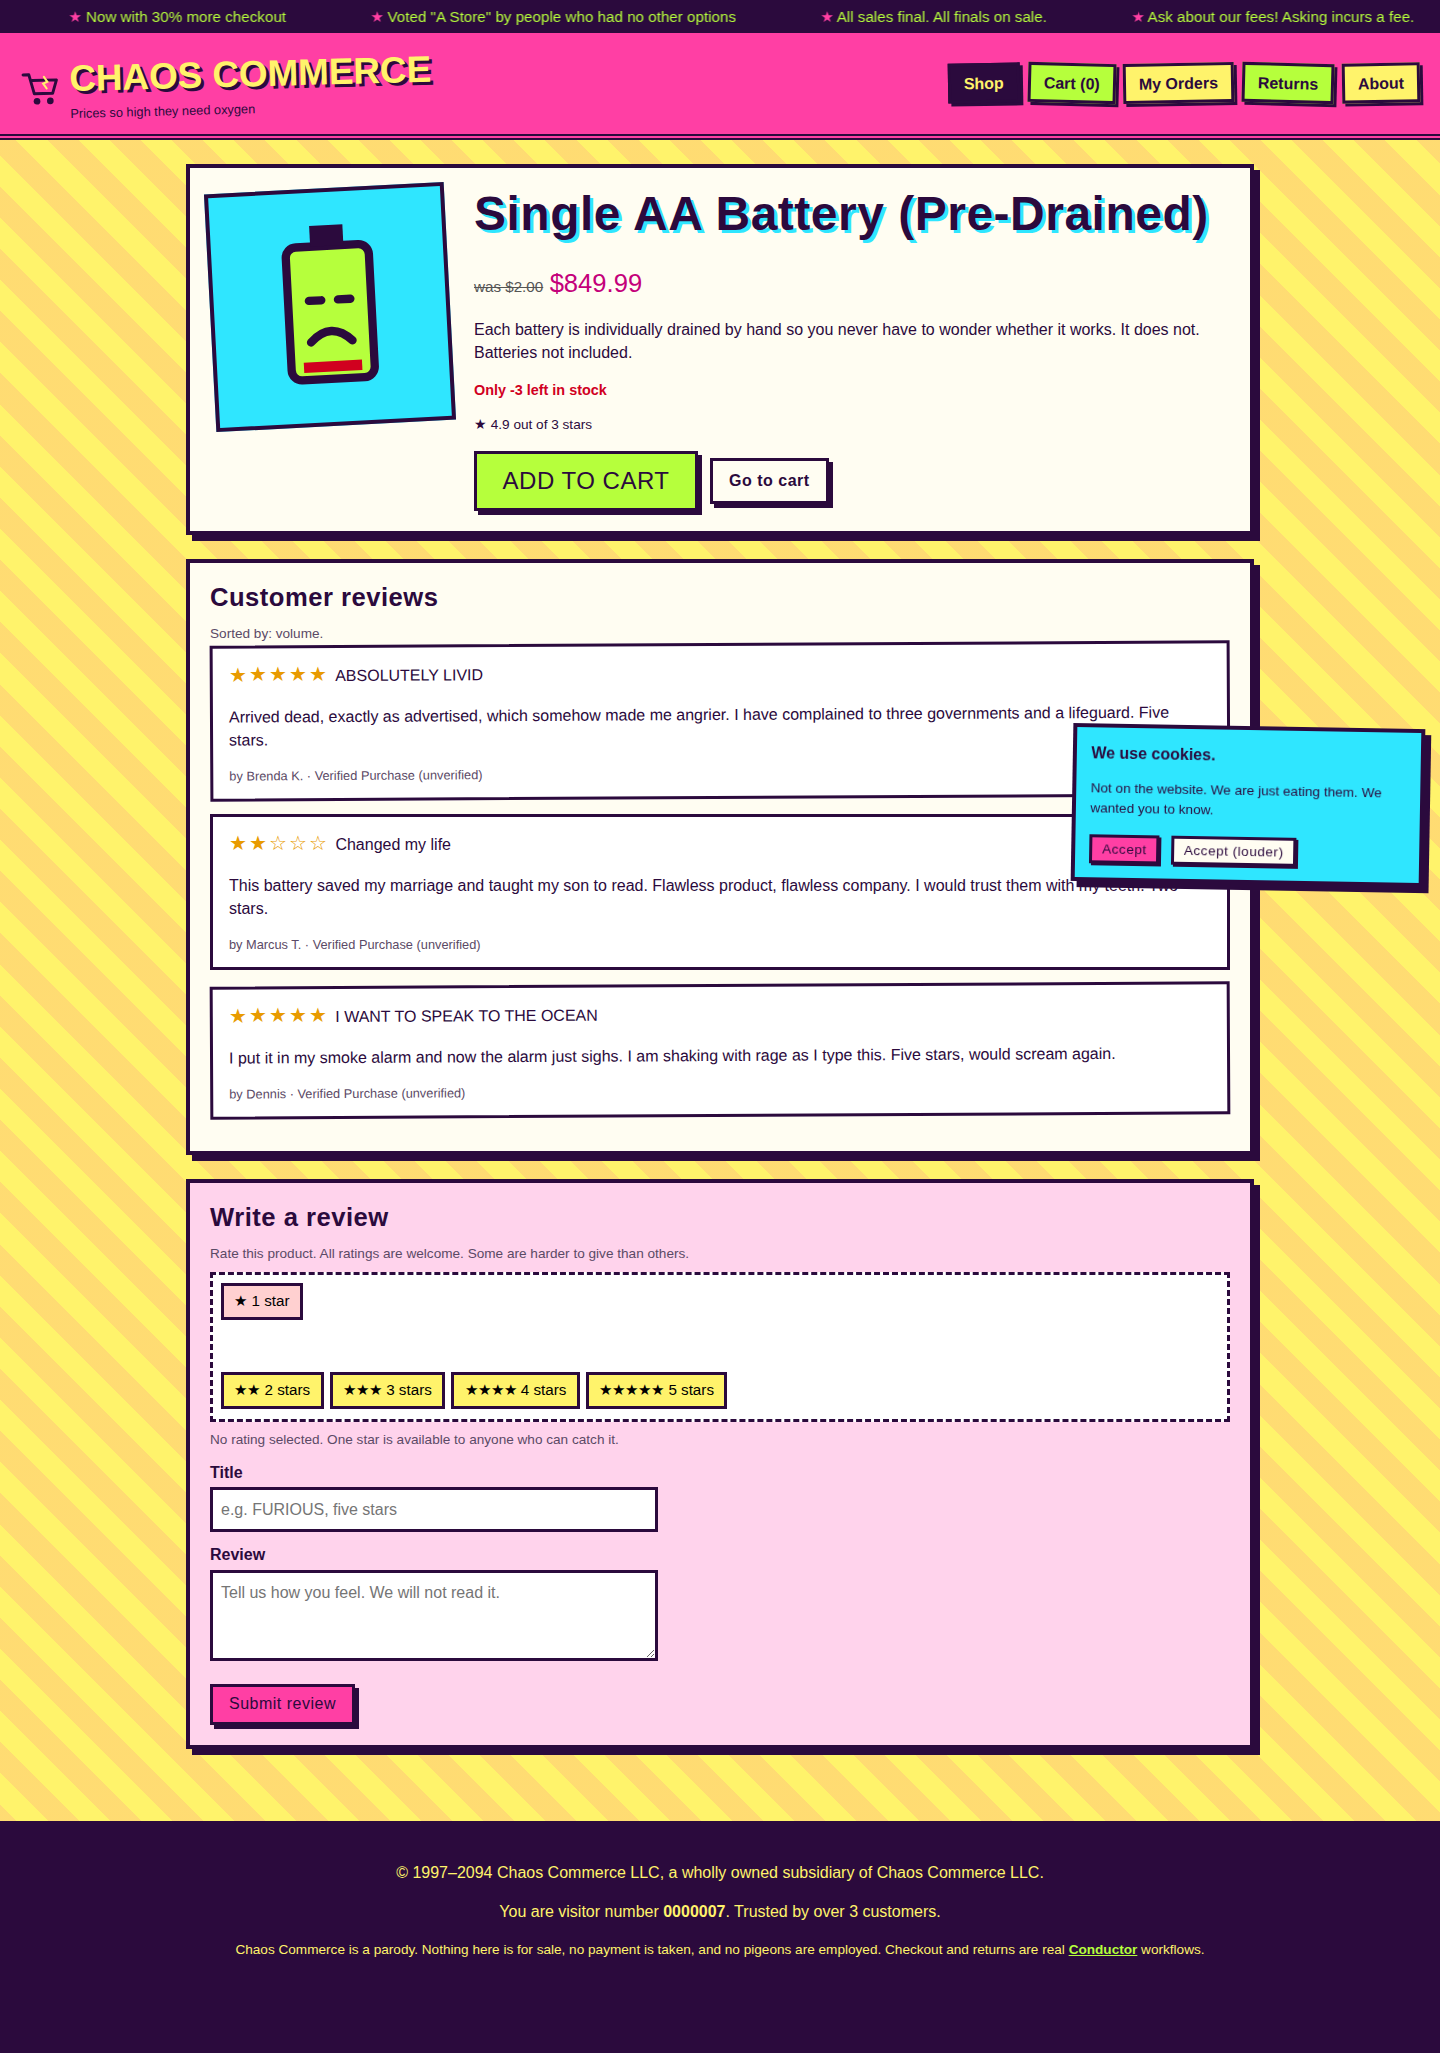 ★ Now with 30% more checkout ★ Voted "A Store" by people who had no other options ★ All sales final. All finals on sale. ★ Ask about our fees! Asking incurs a fee.
CHAOS COMMERCE
Prices so high they need oxygen
Shop Cart (0) My Orders Returns About
Single AA Battery (Pre-Drained)
was $2.00 $849.99
Each battery is individually drained by hand so you never have to wonder whether it works. It does not.
Batteries not included.
Only -3 left in stock
★ 4.9 out of 3 stars
ADD TO CART Go to cart
Customer reviews
Sorted by: volume.
★★★★★ ABSOLUTELY LIVID
Arrived dead, exactly as advertised, which somehow made me angrier. I have complained to three governments and a lifeguard. Five
stars.
by Brenda K. · Verified Purchase (unverified)
We use cookies.
Not on the website. We are just eating them. We
wanted you to know.
Accept Accept (louder)
★★☆☆☆ Changed my life
This battery saved my marriage and taught my son to read. Flawless product, flawless company. I would trust them with
stars.
by Marcus T. · Verified Purchase (unverified)
★★★★★ I WANT TO SPEAK TO THE OCEAN
I put it in my smoke alarm and now the alarm just sighs. I am shaking with rage as I type this. Five stars, would scream again.
by Dennis · Verified Purchase (unverified)
Write a review
Rate this product. All ratings are welcome. Some are harder to give than others.
★ 1 star
★★ 2 stars ★★★ 3 stars ★★★★ 4 stars ★★★★★ 5 stars
No rating selected. One star is available to anyone who can catch it.
Title
e.g. FURIOUS, five stars
Review
Tell us how you feel. We will not read it.
Submit review
© 1997–2094 Chaos Commerce LLC, a wholly owned subsidiary of Chaos Commerce LLC.
You are visitor number 0000007. Trusted by over 3 customers.
Chaos Commerce is a parody. Nothing here is for sale, no payment is taken, and no pigeons are employed. Checkout and returns are real Conductor workflows.